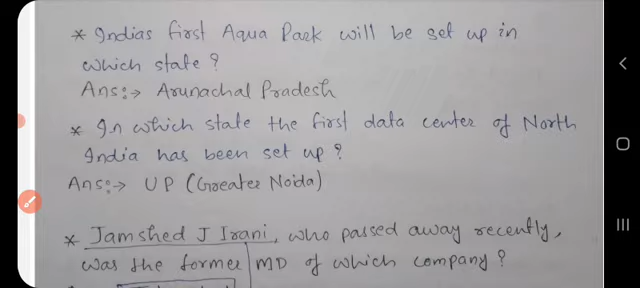 * Indias first Aqua Park will be set up in
which state ?
Ans:→ Arunachal Pradesh
* In which state the first data center of North
India has been set up ?
Ans:→ UP (Greater Noida)
* Jamshed J Irani, who passed away recently,
was the former MD of which company ?